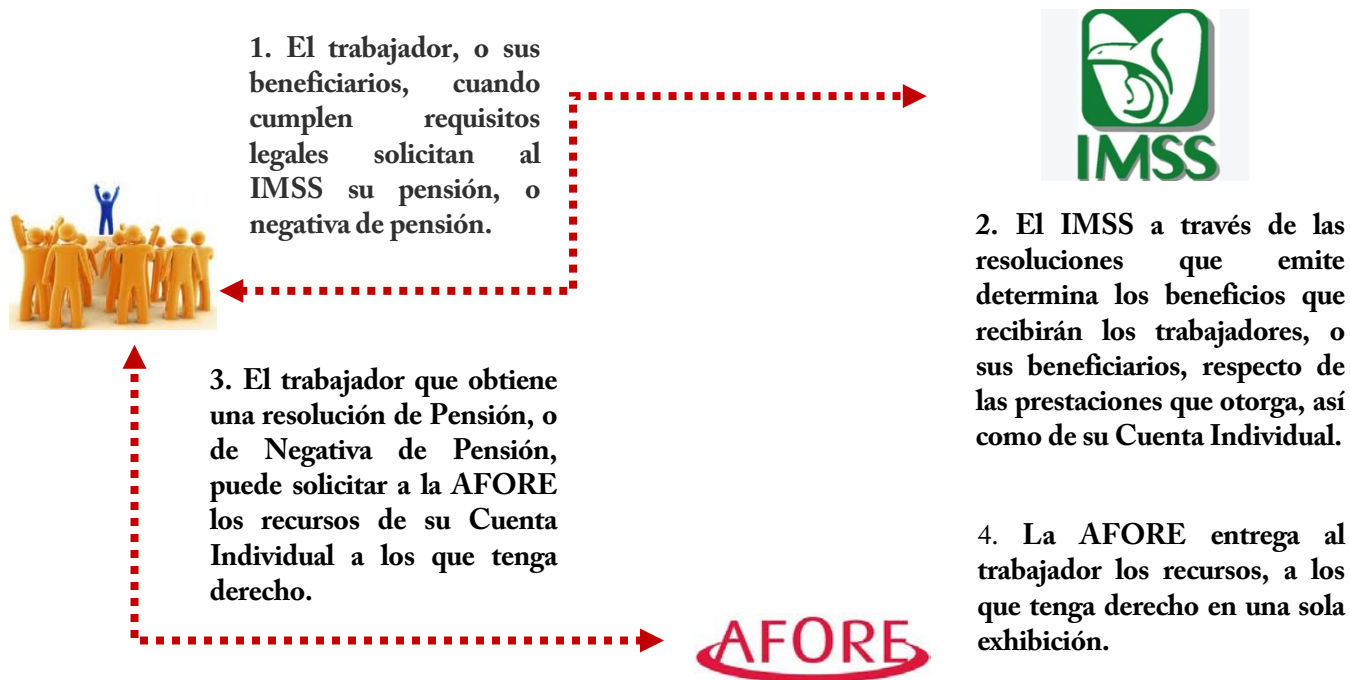 1. El trabajador, o sus
beneficiarios, cuando
cumplen requisitos
legales solicitan al
IMSS su pensión, o
negativa de pensión.
IMSS
2. El IMSS a través de las
resoluciones que emite
determina los beneficios que
recibirán los trabajadores, o
sus beneficiarios, respecto de
las prestaciones que otorga, así
como de su Cuenta Individual.
3. El trabajador que obtiene
una resolución de Pensión, o
de Negativa de Pensión,
puede solicitar a la AFORE
los recursos de su Cuenta
Individual a los que tenga
derecho.
AFORE
4. La AFORE entrega al
trabajador los recursos, a los
que tenga derecho en una sola
exhibición.